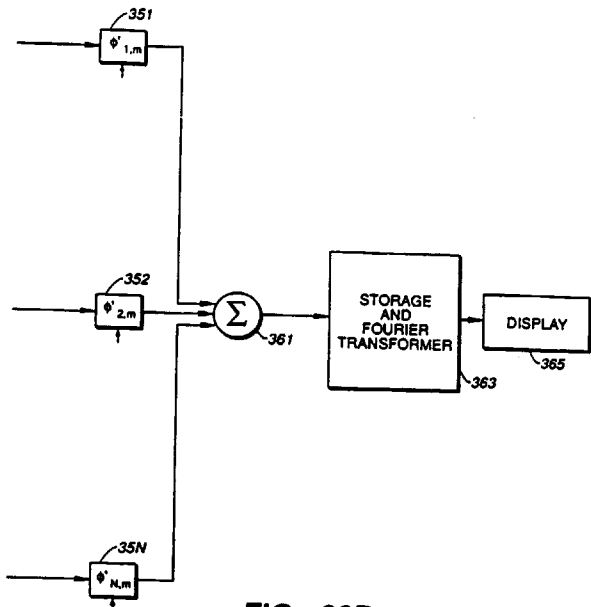 351
φ'1,m
352
φ'2,m
Σ
361
STORAGE
AND
FOURIER
TRANSFORMER
363
DISPLAY
365
35N
φ'N,m